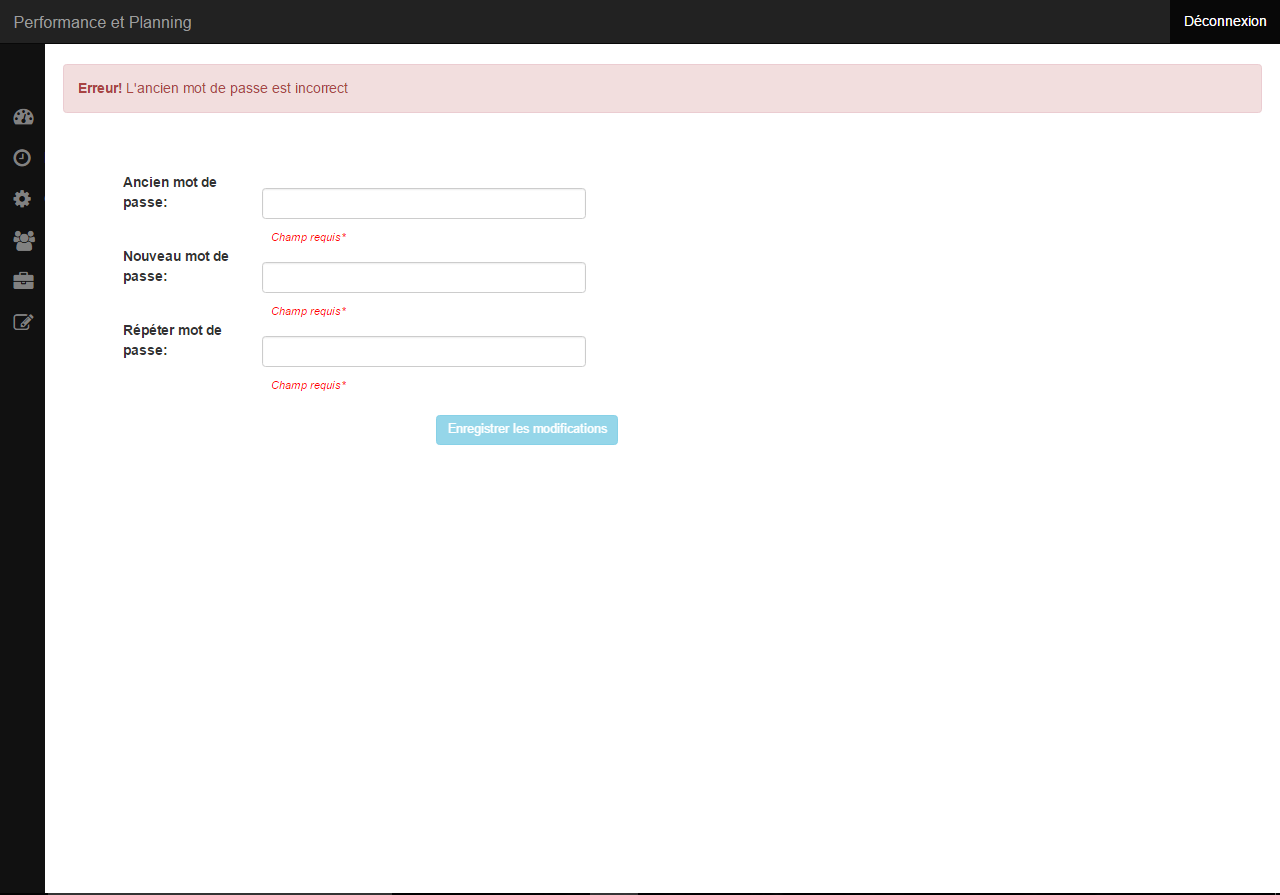 Performance et Planning
Déconnexion
Erreur! L'ancien mot de passe est incorrect
Ancien mot de
passe:
Champ requis*
Nouveau mot de
passe:
Champ requis*
Répéter mot de
passe:
Champ requis*
Enregistrer les modifications